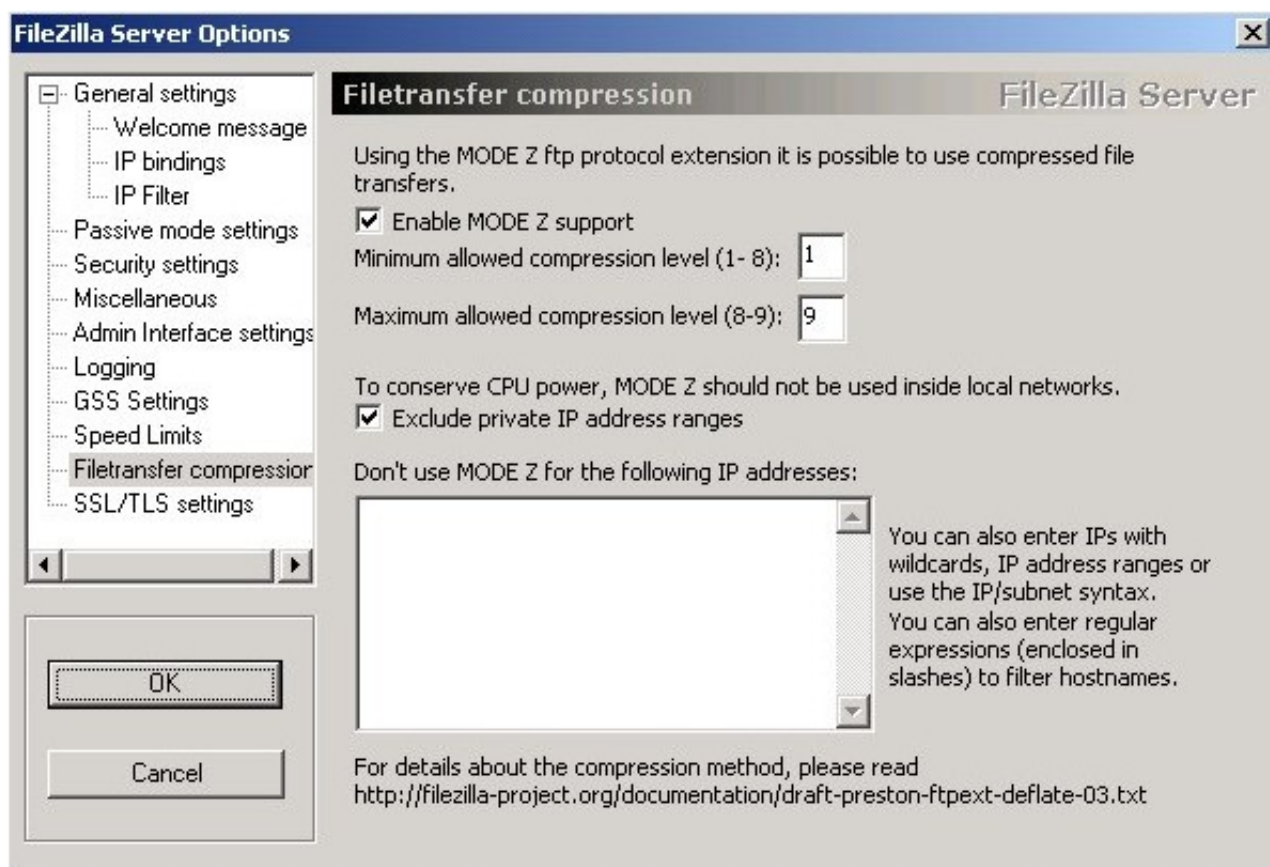 FileZilla Server Options
General settings
Welcome message
IP bindings
IP Filter
Passive mode settings
Security settings
Miscellaneous
Admin Interface settings
Logging
GSS Settings
Speed Limits
Filetransfer compression
SSL/TLS settings
OK
Cancel
Filetransfer compression FileZilla Server
Using the MODE Z ftp protocol extension it is possible to use compressed file
transfers.
Enable MODE Z support
Minimum allowed compression level (1- 8): 1
Maximum allowed compression level (8-9): 9
To conserve CPU power, MODE Z should not be used inside local networks.
Exclude private IP address ranges
Don't use MODE Z for the following IP addresses:
You can also enter IPs with
wildcards, IP address ranges or
use the IP/subnet syntax.
You can also enter regular
expressions (enclosed in
slashes) to filter hostnames.
For details about the compression method, please read
http://filezilla-project.org/documentation/draft-preston-ftpext-deflate-03.txt